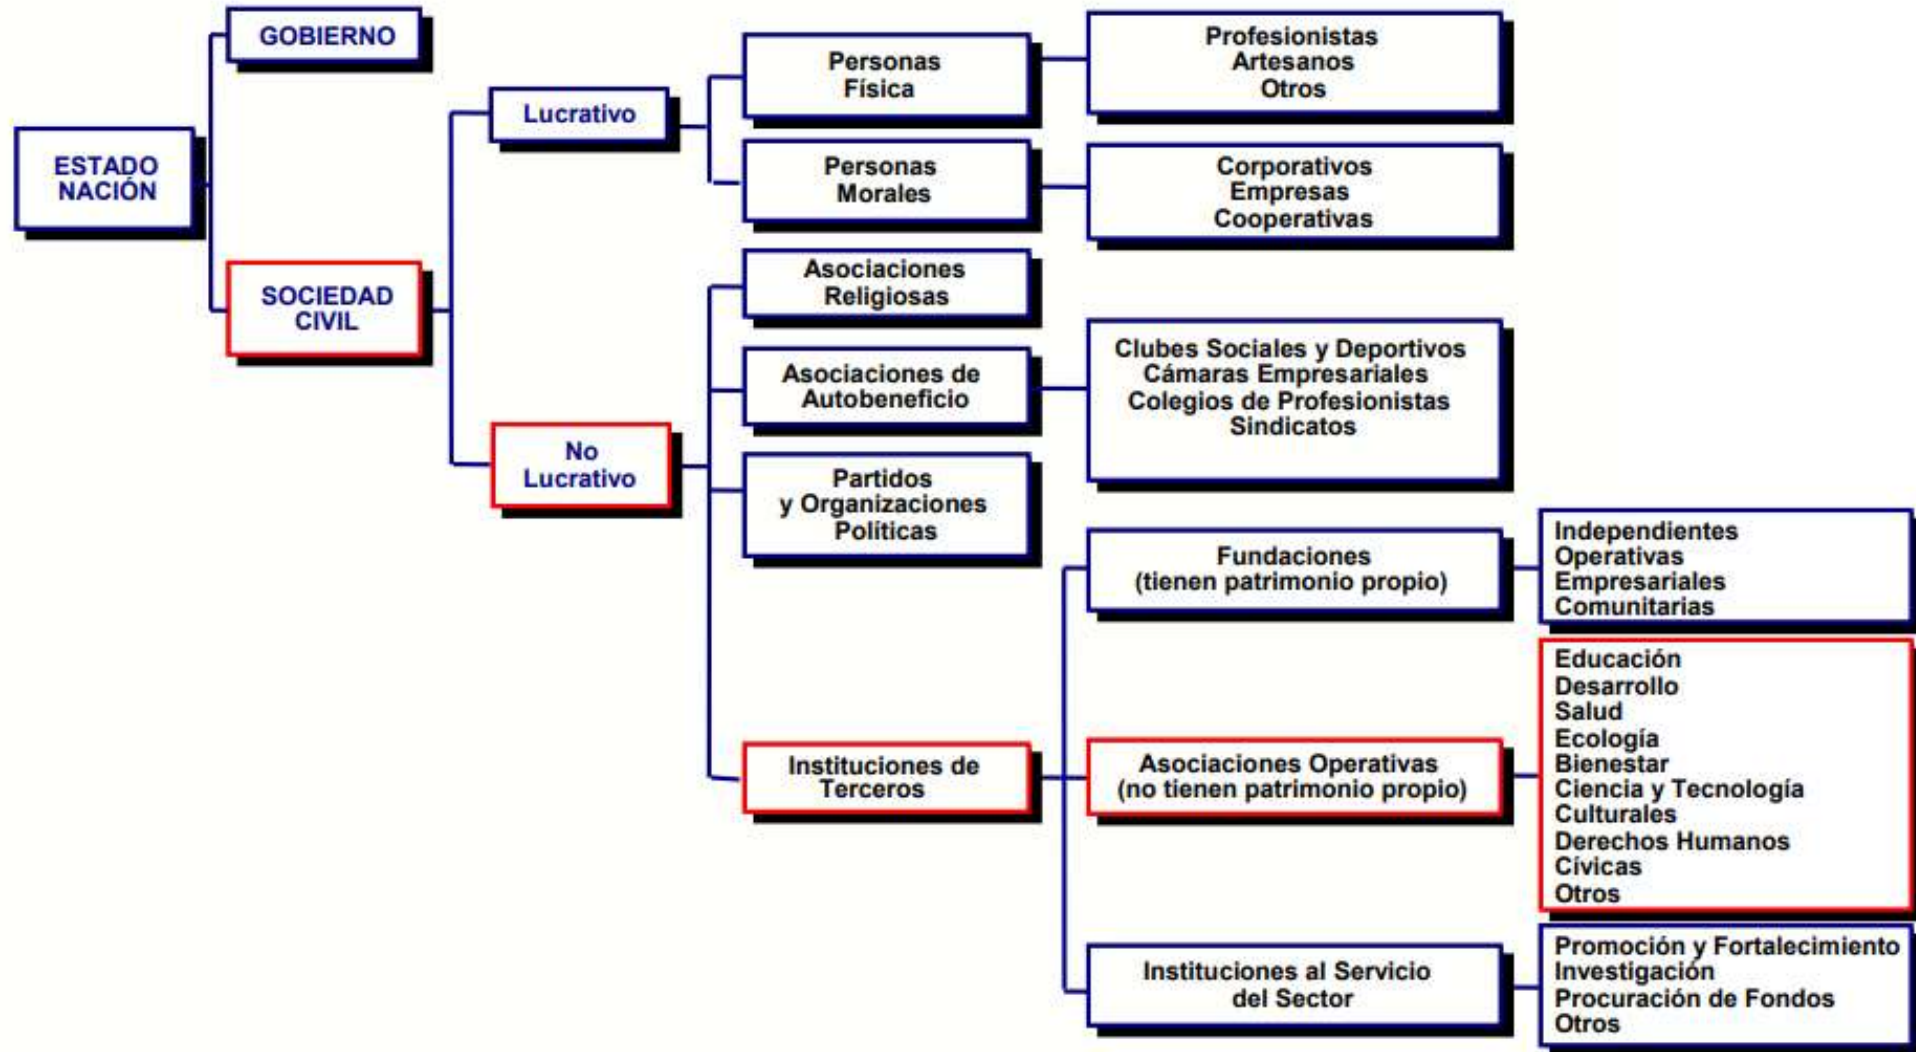 GOBIERNO
ESTADO
NACIÓN
SOCIEDAD
CIVIL
Lucrativo
No
Lucrativo
Personas
Física
Personas
Morales
Asociaciones
Religiosas
Asociaciones de
Autobeneficio
Partidos
y Organizaciones
Políticas
Instituciones de
Terceros
Profesionistas
Artesanos
Otros
Corporativos
Empresas
Cooperativas
Clubes Sociales y Deportivos
Cámaras Empresariales
Colegios de Profesionistas
Sindicatos
Fundaciones
(tienen patrimonio propio)
Asociaciones Operativas
(no tienen patrimonio propio)
Instituciones al Servicio
del Sector
Independientes
Operativas
Empresariales
Comunitarias
Educación
Desarrollo
Salud
Ecología
Bienestar
Ciencia y Tecnología
Culturales
Derechos Humanos
Cívicas
Otros
Promoción y Fortalecimiento
Investigación
Procuración de Fondos
Otros